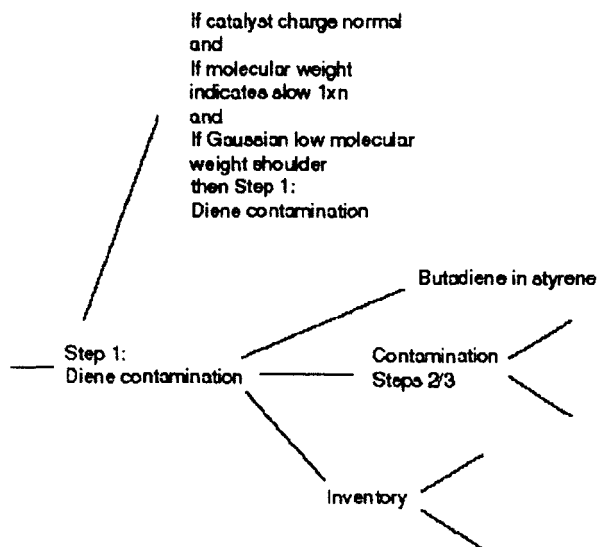 If catalyst charge normal
and
If molecular weight
indicates slow 1xn
and
If Gaussian low molecular
weight shoulder
then Step 1:
Diene contamination
Butadiene in styrene
Step 1:
Diene contamination
Contamination
Steps 2/3
Inventory